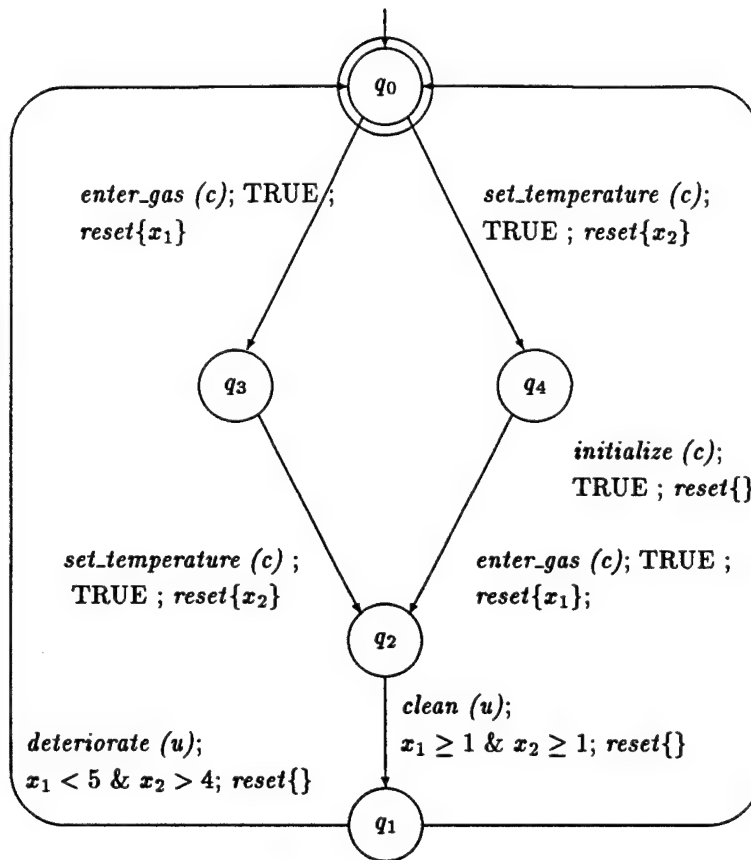 q₀
enter_gas (c); TRUE ;
reset{x₁}
set_temperature (c);
TRUE ; reset{x₂}
q₃
q₄
initialize (c);
TRUE ; reset{}
set_temperature (c) ;
TRUE ; reset{x₂}
enter_gas (c); TRUE ;
reset{x₁};
q₂
clean (u);
x₁ ≥ 1 & x₂ ≥ 1; reset{}
deteriorate (u);
x₁ < 5 & x₂ > 4; reset{}
q₁